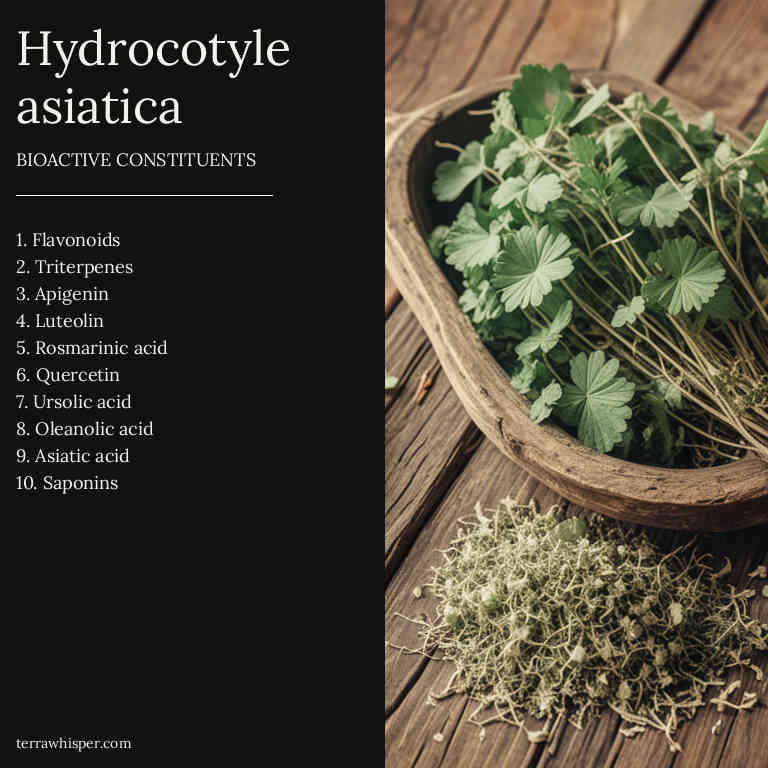 Hydrocotyle
asiatica
BIOACTIVE CONSTITUENTS
1. Flavonoids
2. Triterpenes
3. Apigenin
4. Luteolin
5. Rosmarinic acid
6. Quercetin
7. Ursolic acid
8. Oleanolic acid
9. Asiatic acid
10. Saponins
terrawhisper.com